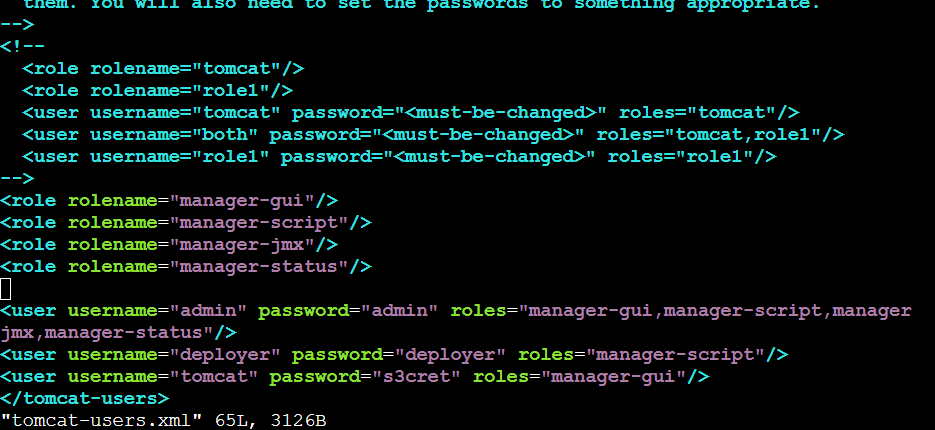 them. You will also need to set the passwords to something appropriate.
-->
<!--
  <role rolename="tomcat"/>
  <role rolename="role1"/>
  <user username="tomcat" password="<must-be-changed>" roles="tomcat"/>
  <user username="both" password="<must-be-changed>" roles="tomcat,role1"/>
  <user username="role1" password="<must-be-changed>" roles="role1"/>
-->
<role rolename="manager-gui"/>
<role rolename="manager-script"/>
<role rolename="manager-jmx"/>
<role rolename="manager-status"/>
<user username="admin" password="admin" roles="manager-gui,manager-script,manager
jmx,manager-status"/>
<user username="deployer" password="deployer" roles="manager-script"/>
<user username="tomcat" password="s3cret" roles="manager-gui"/>
</tomcat-users>
"tomcat-users.xml" 65L, 3126B